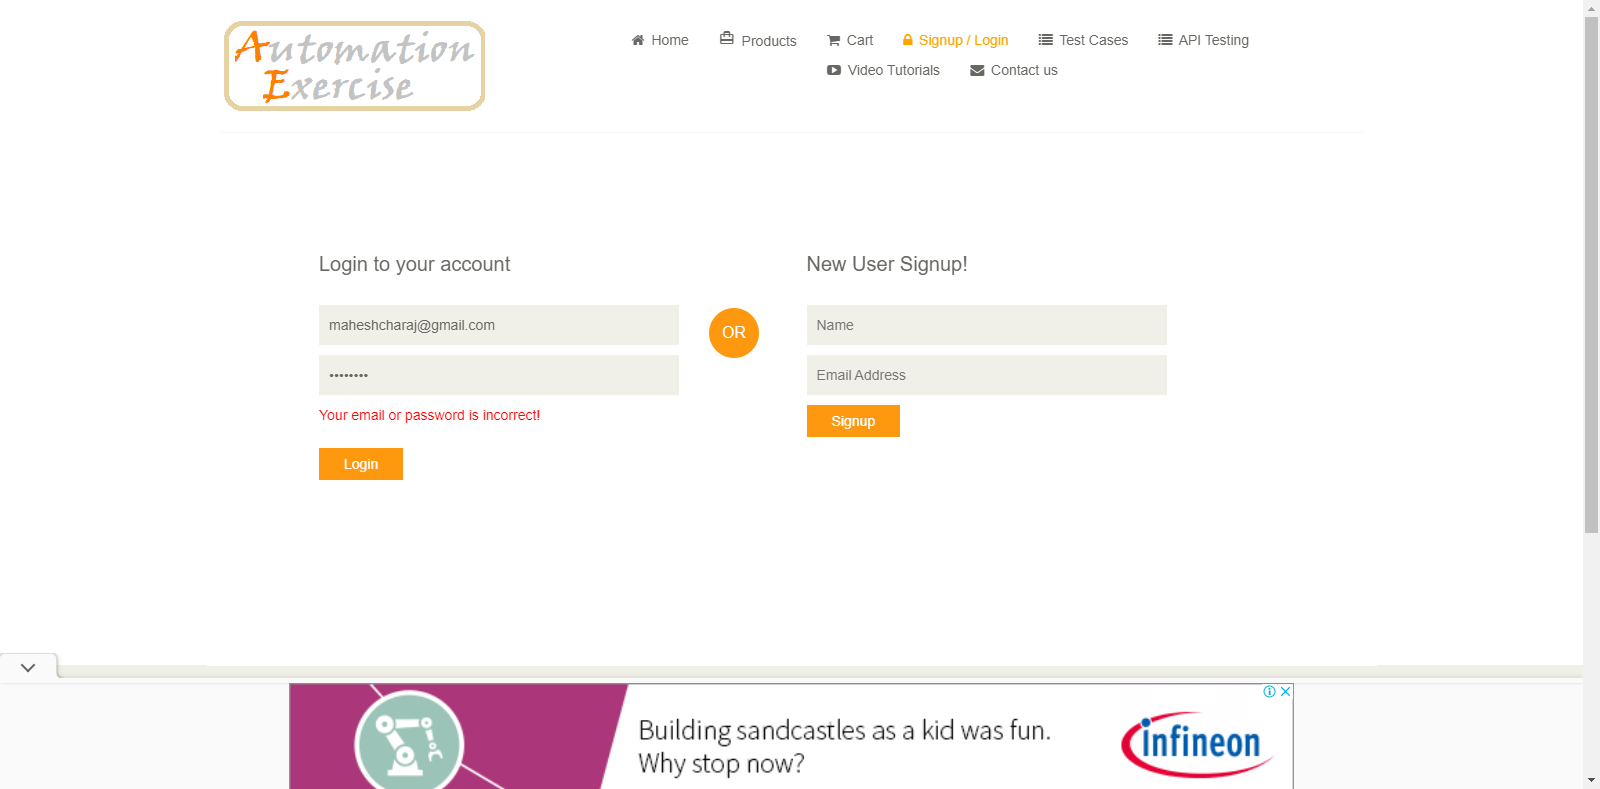 Automation
Exercise
Home
Products
Cart
Signup / Login
Test Cases
API Testing
Video Tutorials
Contact us
Login to your account
maheshcharaj@gmail.com
••••••••
Your email or password is incorrect!
Login
OR
New User Signup!
Name
Email Address
Signup
Building sandcastles as a kid was fun.
Why stop now?
infineon